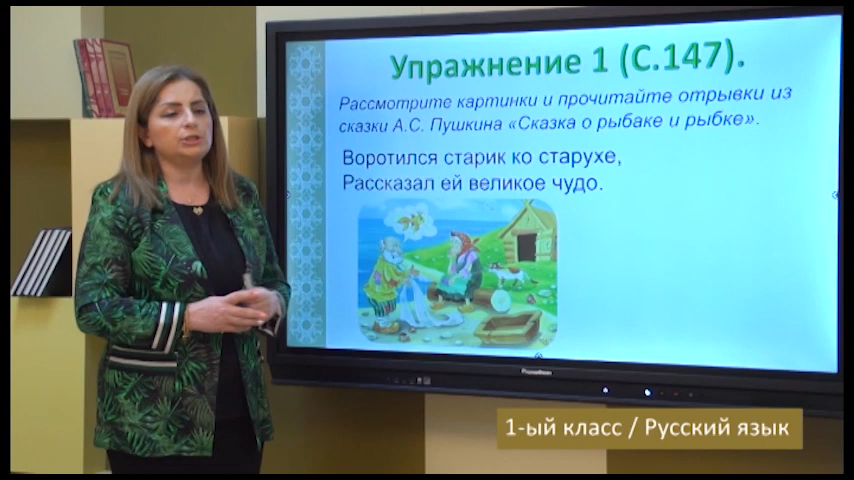 Упражнение 1 (С.147).
Рассмотрите картинки и прочитайте отрывки из
сказки А.С. Пушкина «Сказка о рыбаке и рыбке».
Воротился старик ко старухе,
Рассказал ей великое чудо.
Promethean
1-ый класс / Русский язык